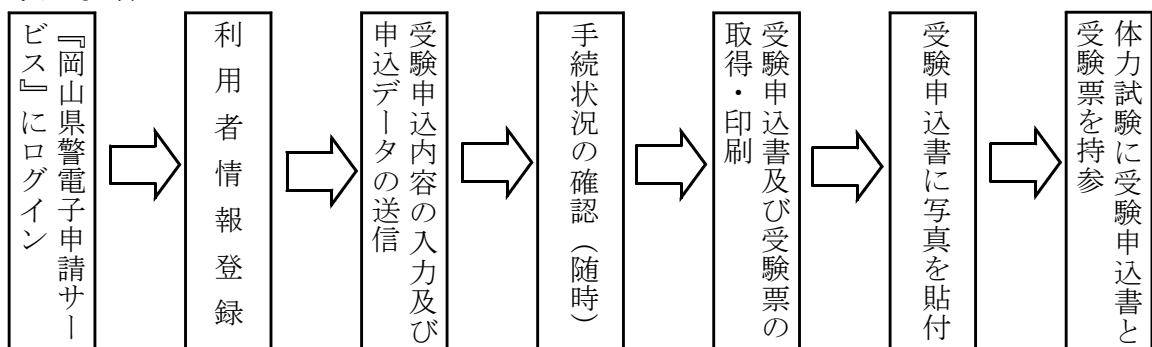 『岡山県警電子申請サー
ビス』にログイン
利用者情報登録
受験申込内容の入力及び
申込データの送信
手続状況の確認（随時）
受験申込書及び受験票の
取得・印刷
受験申込書に写真を貼付
体力試験に受験申込書と
受験票を持参